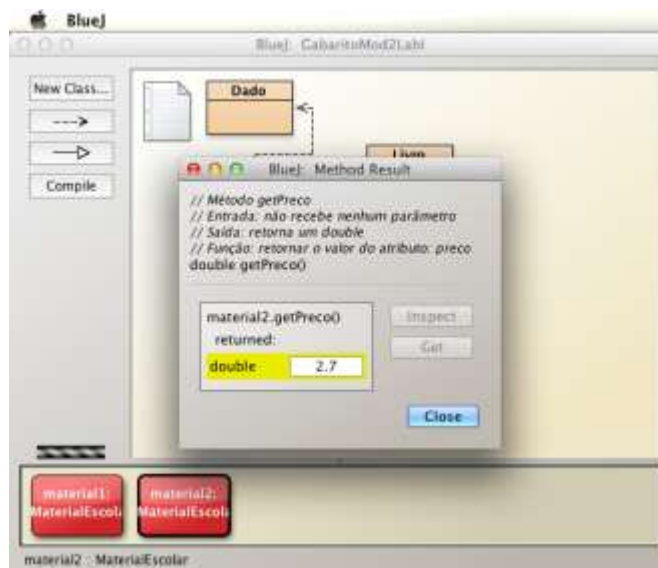 BlueJ
BlueJ: GabaritoMod2Lab1
New Class...
Compile
Dado
Livro
BlueJ: Method Result
// Método getPreco
// Entrada: não recebe nenhum parâmetro
// Saída: retorna um double
// Função: retornar o valor do atributo: preco
double getPreco()
material2.getPreco()
returned:
double 2.7
Inspect
Get
Close
material1:
MaterialEscol
material2:
MaterialEscol
material2 : MaterialEscolar